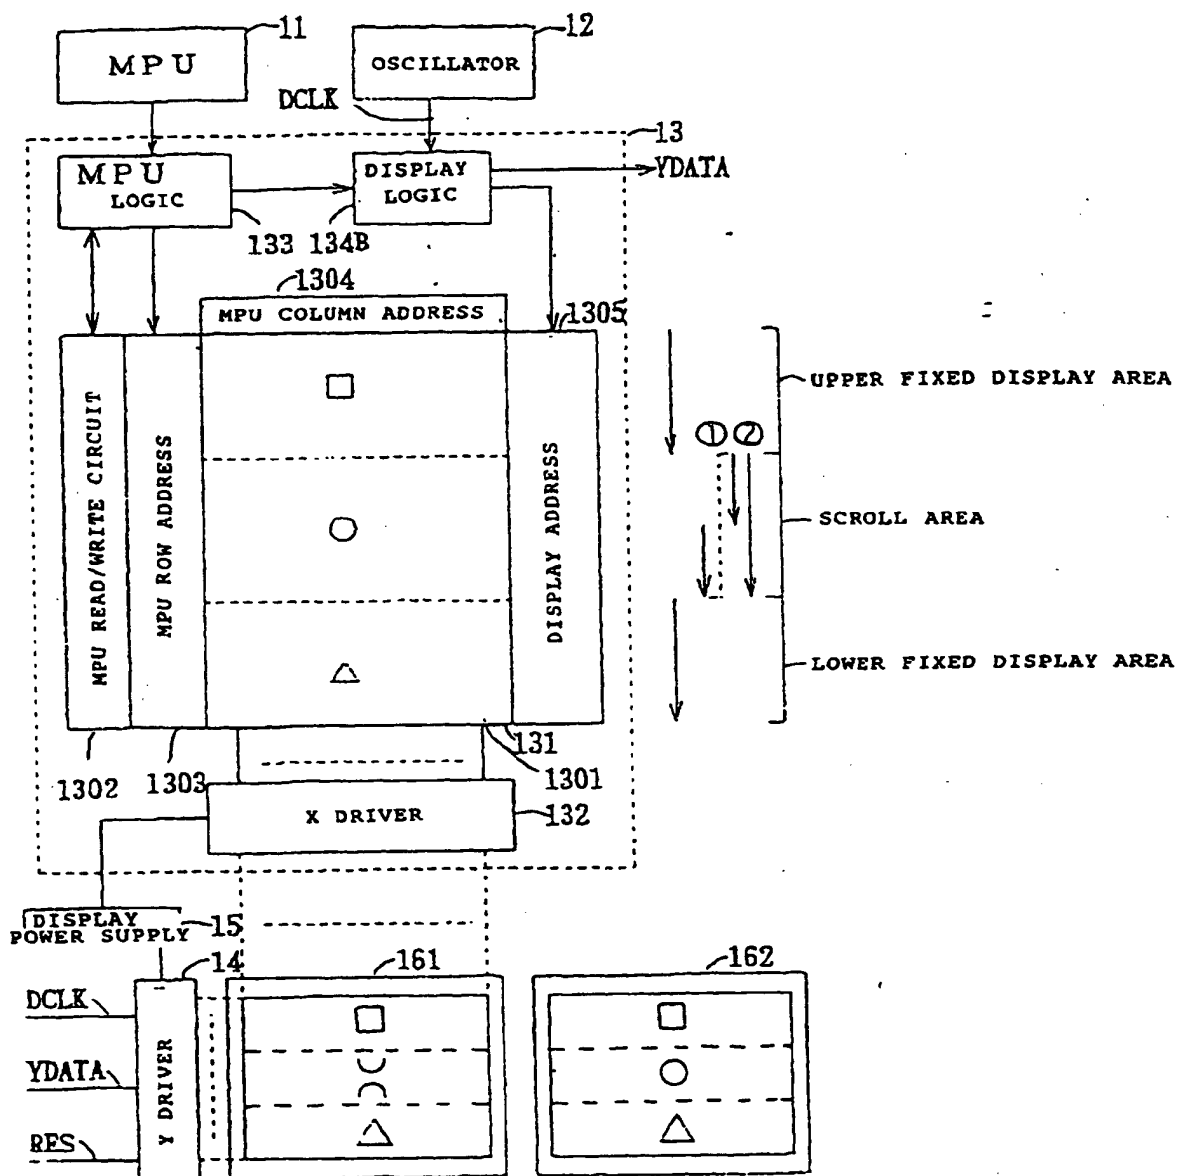 11
12
MPU
OSCILLATOR
DCLK
13
MPU
LOGIC
DISPLAY
LOGIC
YDATA
133
134B
1304
MPU COLUMN ADDRESS
1305
UPPER FIXED DISPLAY AREA
① ②
MPU READ/WRITE CIRCUIT
MPU ROW ADDRESS
DISPLAY ADDRESS
SCROLL AREA
LOWER FIXED DISPLAY AREA
131
1302
1303
1301
X DRIVER
132
DISPLAY
POWER SUPPLY
15
14
161
162
DCLK
YDATA
RES
Y DRIVER